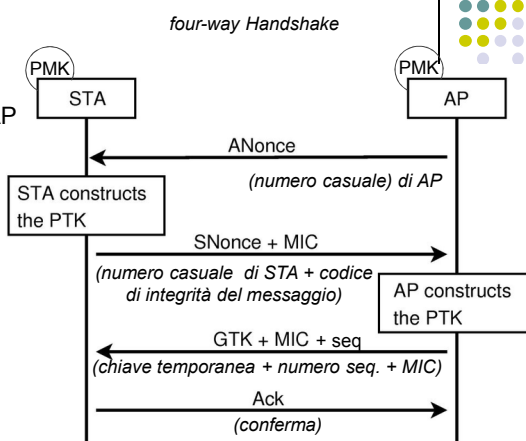 four-way Handshake
PMK
PMK
STA
AP
ANonce
(numero casuale) di AP
STA constructs
the PTK
SNonce + MIC
(numero casuale di STA + codice
di integrità del messaggio)
AP constructs
the PTK
GTK + MIC + seq
(chiave temporanea + numero seq. + MIC)
Ack
(conferma)